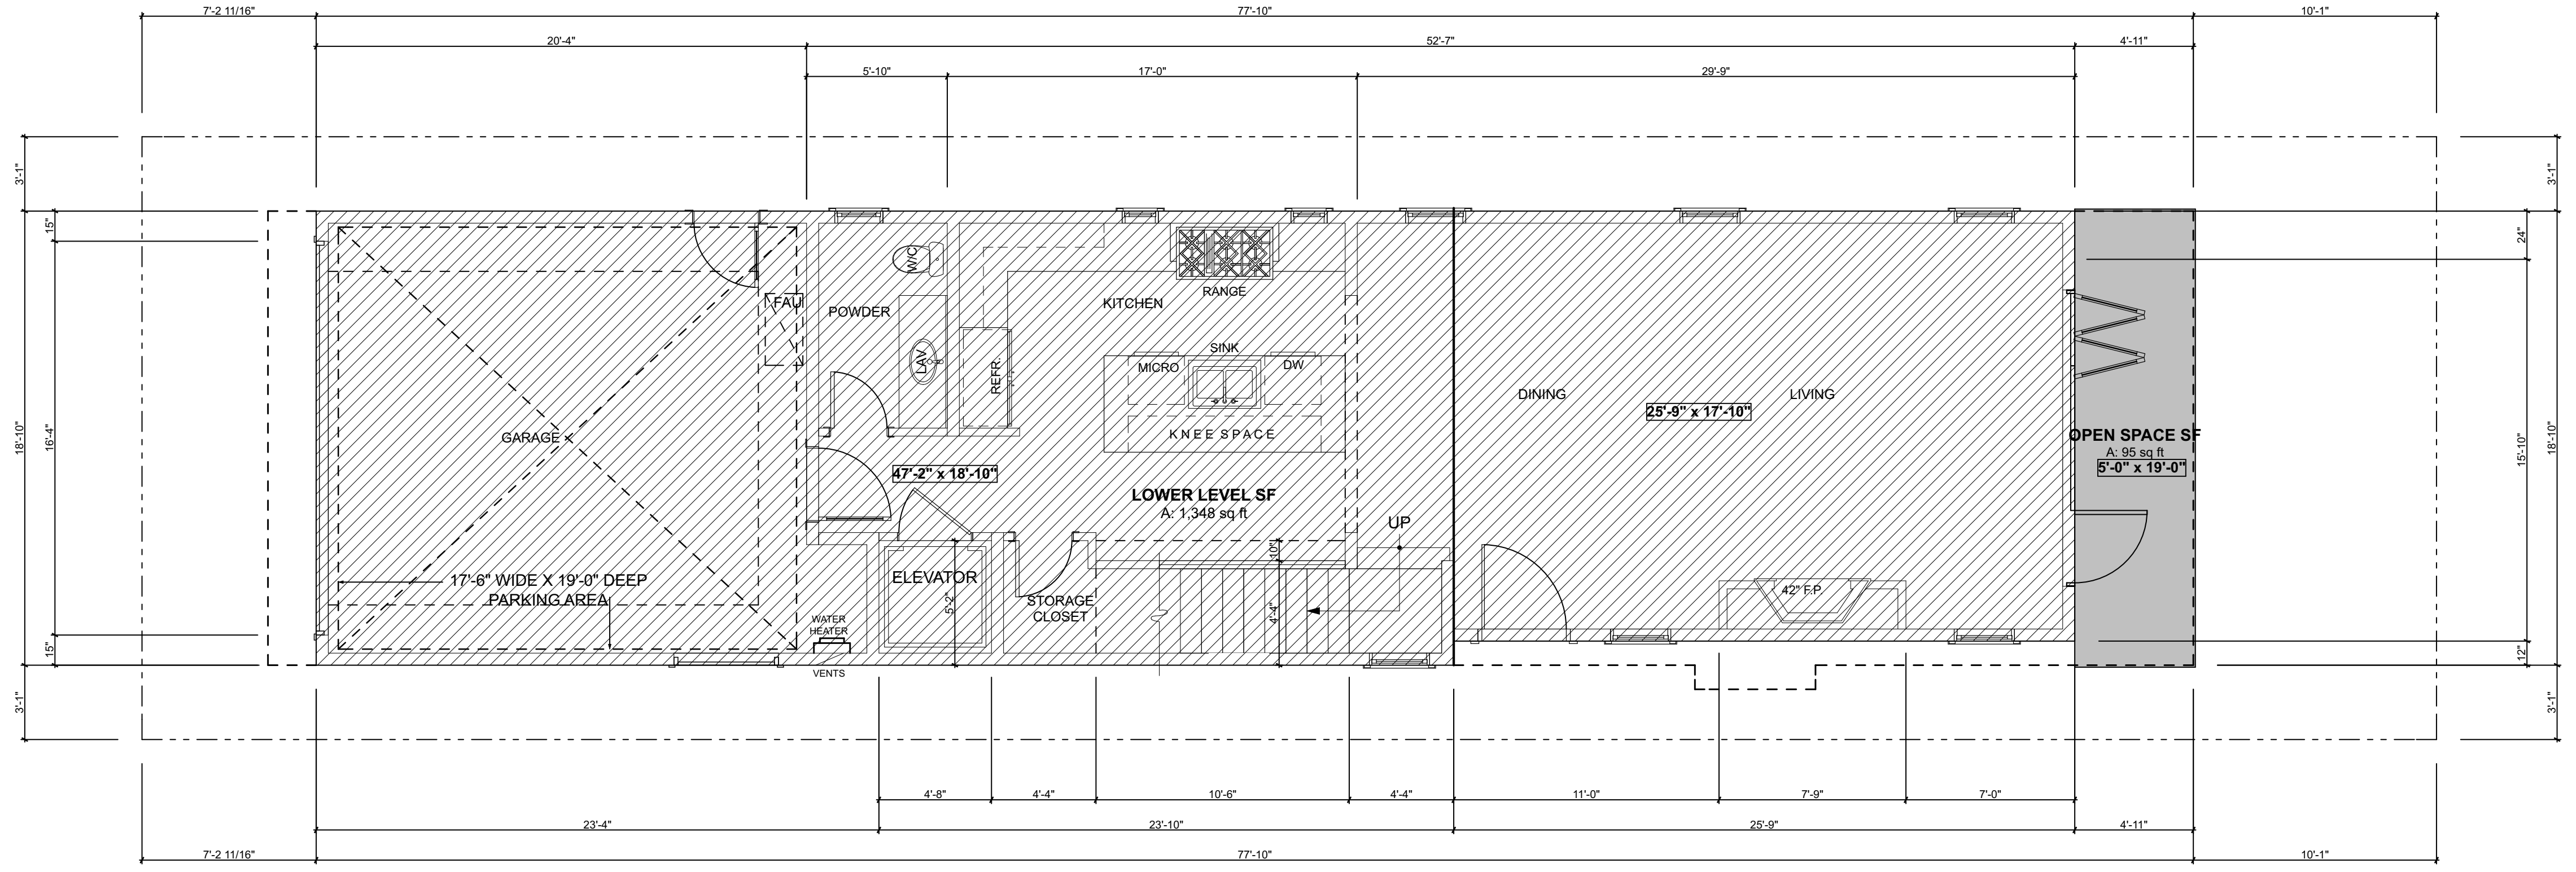 7'-2 11/16"
77'-10"
10'-1"
20'-4"
52'-7"
4'-11"
5'-10"
17'-0"
29'-9"
3'-1"
3'-1"
15"
24"
W/C
RANGE
FAU
KITCHEN
POWDER
SINK
LAV
REFR.
MICRO
DW
DINING
LIVING
25'-9" x 17'-10"
KNEE SPACE
GARAGE
18'-10"
16'-4"
OPEN SPACE SF
A: 95 sq ft
5'-0" x 19'-0"
15'-10"
18'-10"
47'-2" x 18'-10"
LOWER LEVEL SF
A: 1,348 sq ft
UP
10"
17'-6" WIDE X 19'-0" DEEP
PARKING AREA
ELEVATOR
5'-2"
STORAGE
CLOSET
4'-4"
42" F.P.
WATER
HEATER
VENTS
15"
12"
3'-1"
3'-1"
4'-8"
4'-4"
10'-6"
4'-4"
11'-0"
7'-9"
7'-0"
23'-4"
23'-10"
25'-9"
4'-11"
7'-2 11/16"
77'-10"
10'-1"